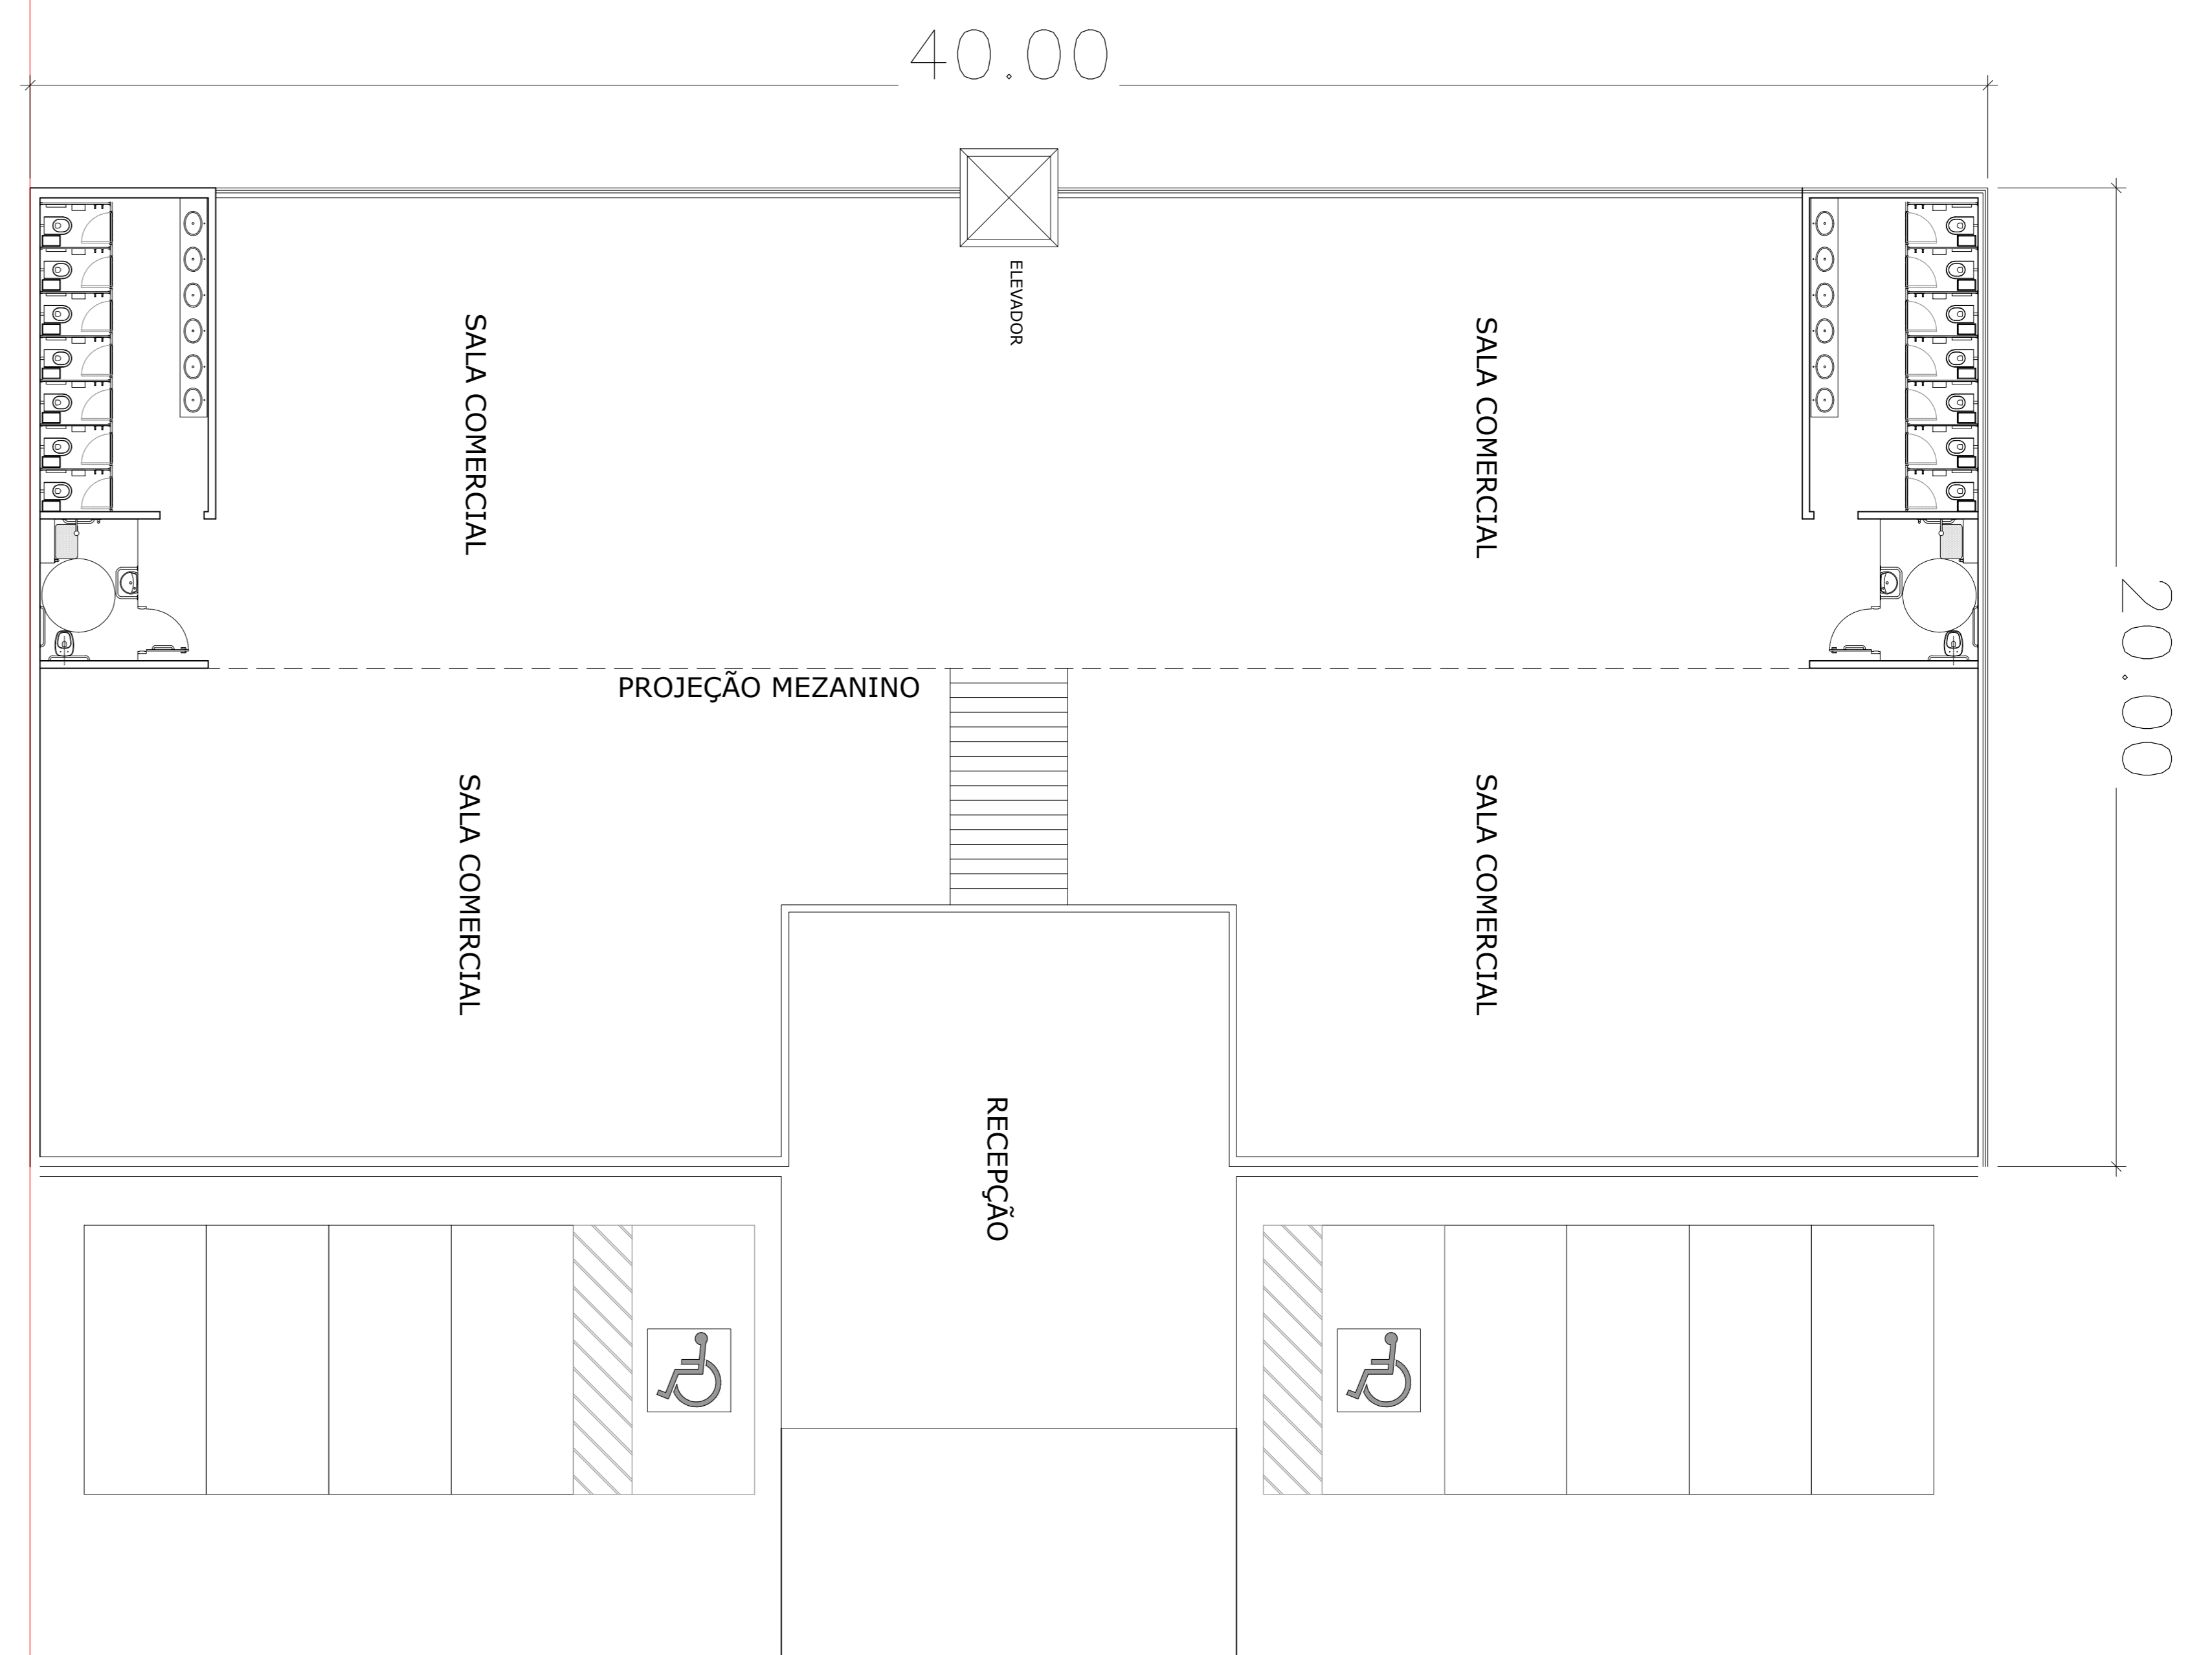 40.00
ELEVADOR
SALA COMERCIAL
SALA COMERCIAL
20.00
PROJEÇÃO MEZANINO
SALA COMERCIAL
SALA COMERCIAL
RECEPÇÃO